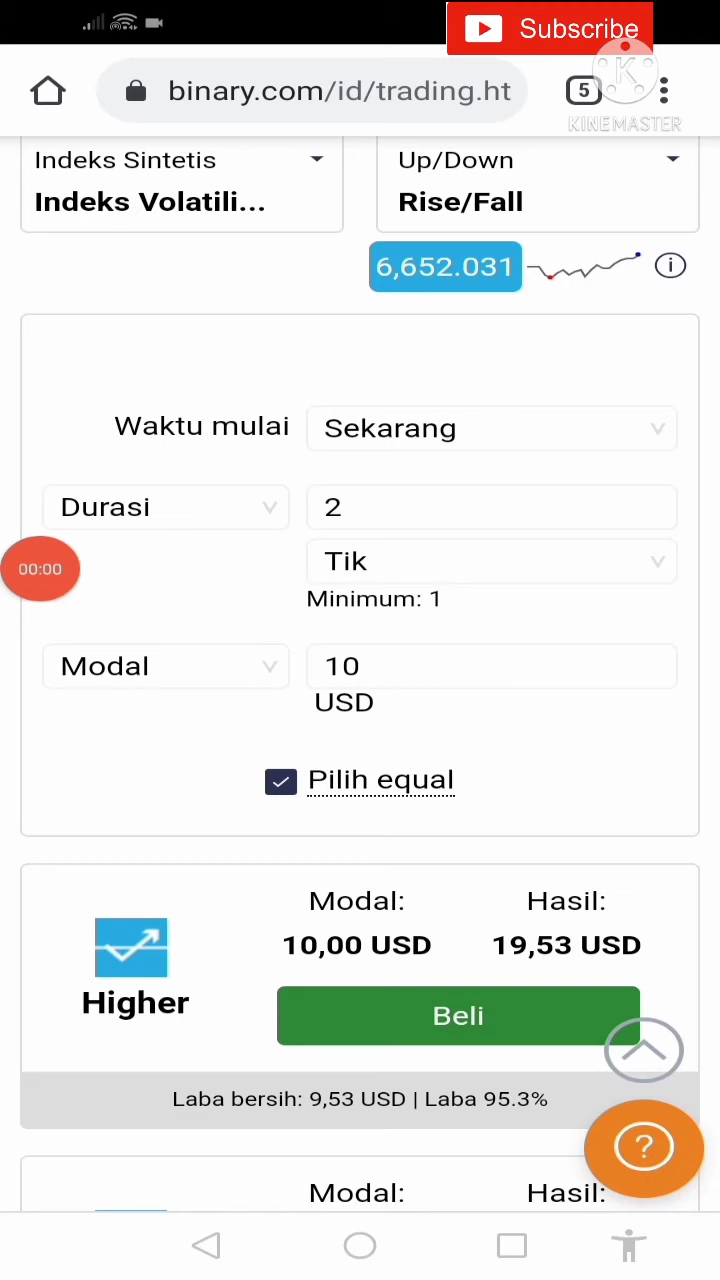 Subscribe
binary.com/id/trading.ht
5
K
KINEMASTER
Indeks Sintetis
Indeks Volatili...
Up/Down
Rise/Fall
6,652.031
i
Waktu mulai
Sekarang
Durasi
2
Tik
00:00
Minimum: 1
Modal
10
USD
Pilih equal
Modal:
Hasil:
10,00 USD
19,53 USD
Higher
Beli
Laba bersih: 9,53 USD | Laba 95.3%
?
Modal:
Hasil: